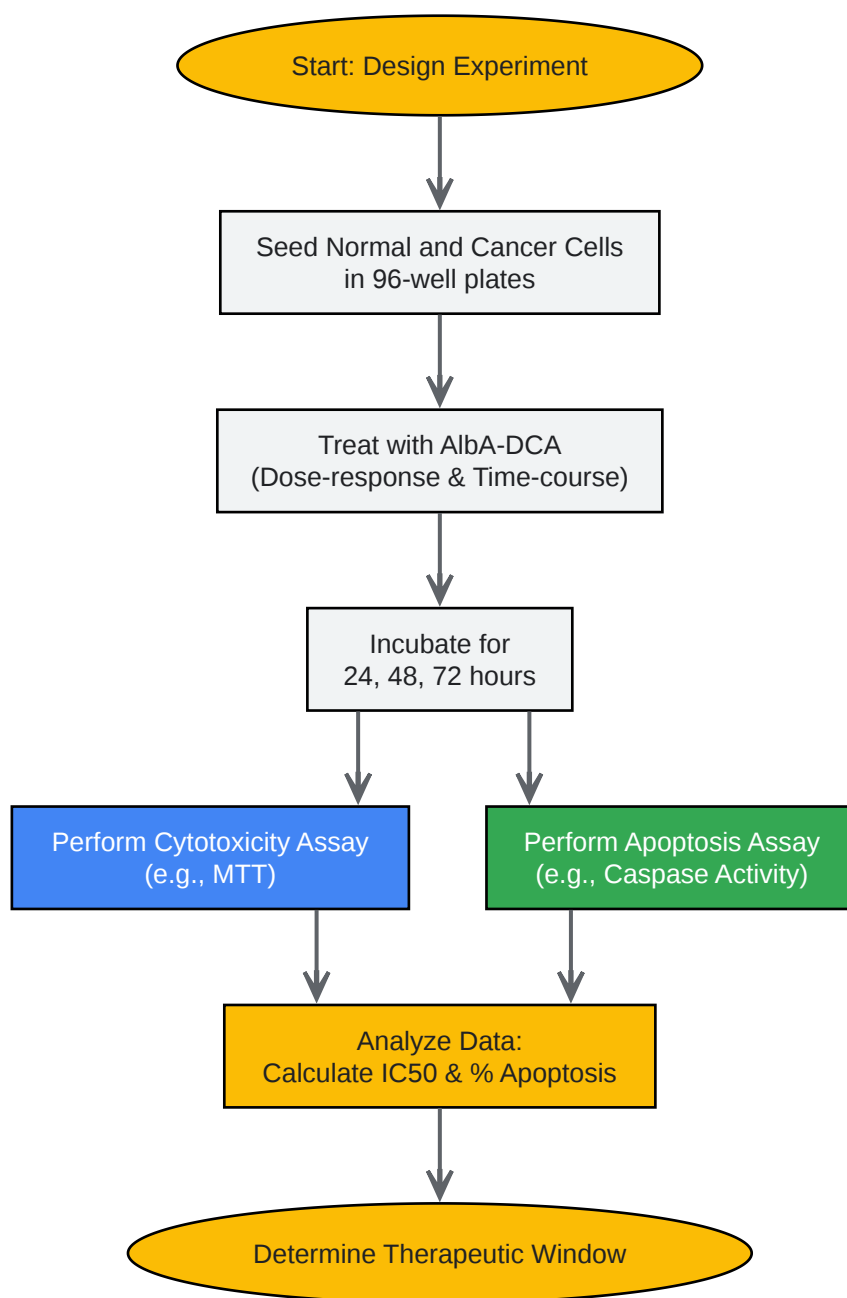 Start: Design Experiment
Seed Normal and Cancer Cells
in 96-well plates
Treat with AlbA-DCA
(Dose-response & Time-course)
Incubate for
24, 48, 72 hours
Perform Cytotoxicity Assay
(e.g., MTT)
Perform Apoptosis Assay
(e.g., Caspase Activity)
Analyze Data:
Calculate IC50 & % Apoptosis
Determine Therapeutic Window